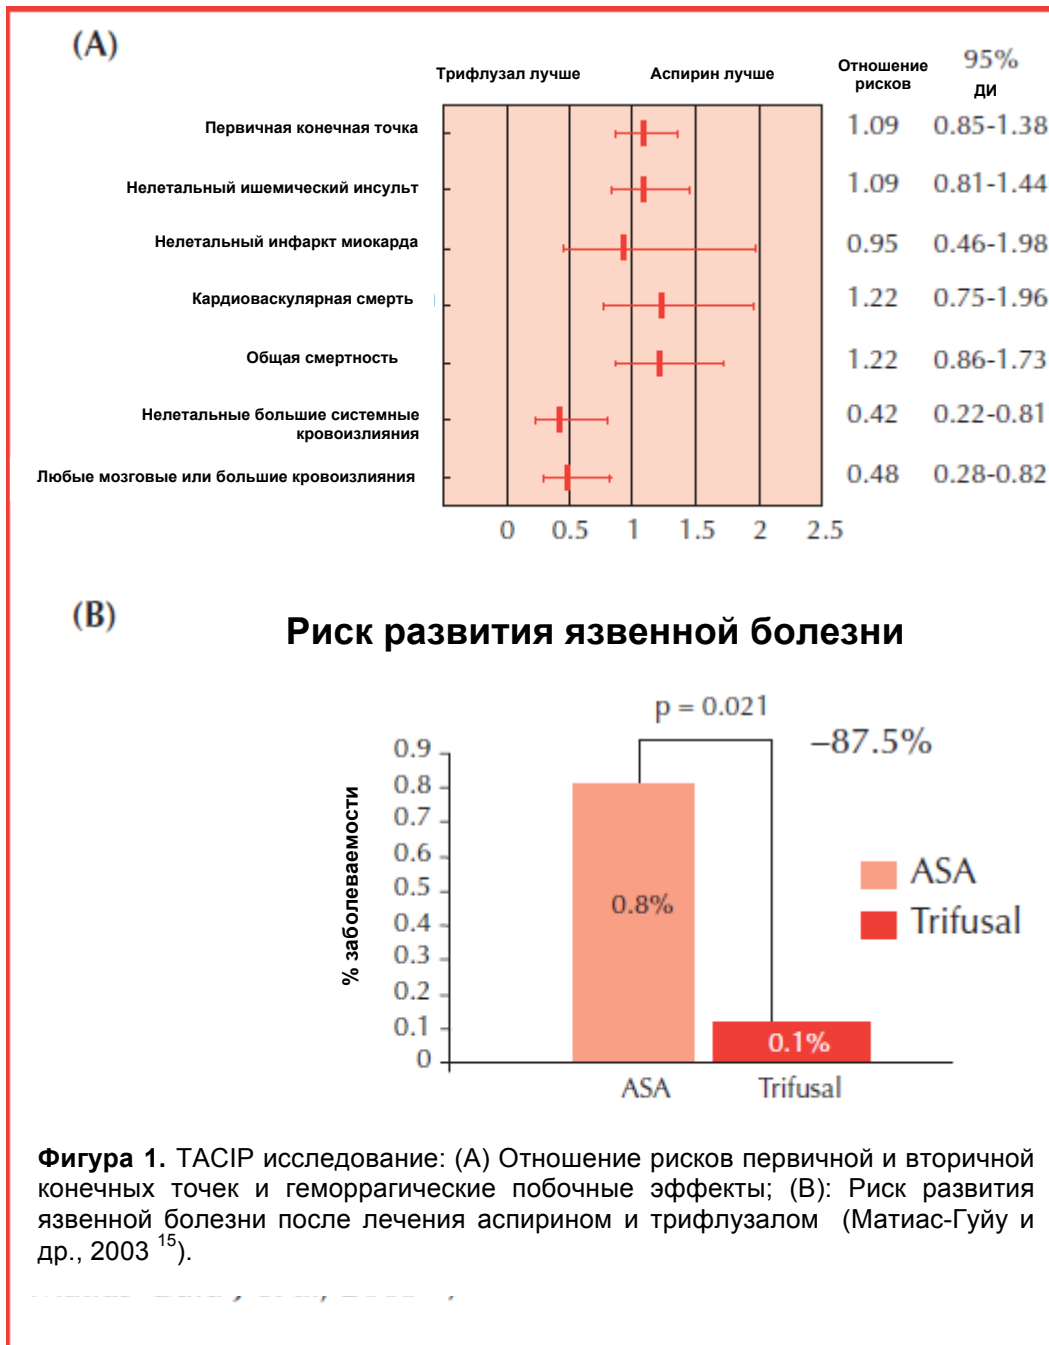 (A)
Трифлузал лучше Аспирин лучше Отношение рисков 95% ди
Первичная конечная точка 1.09 0.85-1.38
Нелетальный ишемический инсульт 1.09 0.81-1.44
Нелетальный инфаркт миокарда 0.95 0.46-1.98
Кардиоваскулярная смерть 1.22 0.75-1.96
Общая смертность 1.22 0.86-1.73
Нелетальные большие системные
кровоизлияния 0.42 0.22-0.81
Любые мозговые или большие кровоизлияния 0.48 0.28-0.82
0 0.5 1 1.5 2 2.5
(B)
Риск развития язвенной болезни
p = 0.021
–87.5%
% заболеваемости
0.9
0.8
0.7
0.6
0.5
0.4
0.3
0.2
0.1
0
0.8%
0.1%
ASA Trifusal
ASA
Trifusal
Фигура 1. TACIP исследование: (A) Отношение рисков первичной и вторичной
конечных точек и геморрагические побочные эффекты; (B): Риск развития
язвенной болезни после лечения аспирином и трифлузалом (Матиас-Гуйу и
др., 2003 15).